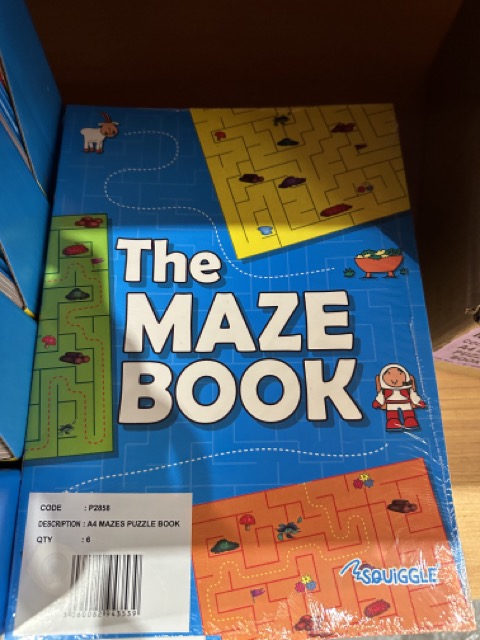 The
MAZE
BOOK
CODE : P2858
DESCRIPTION : A4 MAZES PUZZLE BOOK
QTY : 6
SQUIGGLE